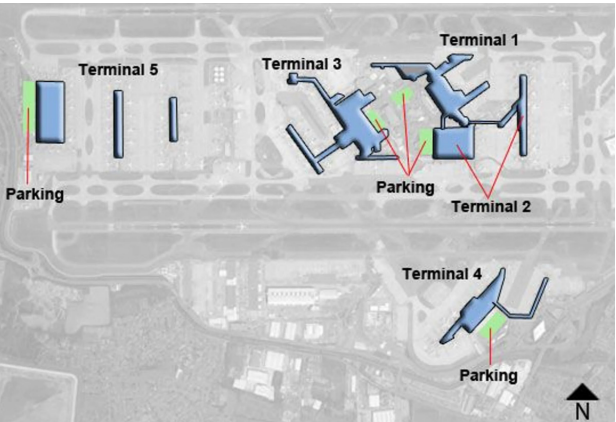 Terminal 1
Terminal 3
Terminal 5
Parking
Parking
Terminal 2
Terminal 4
Parking
N